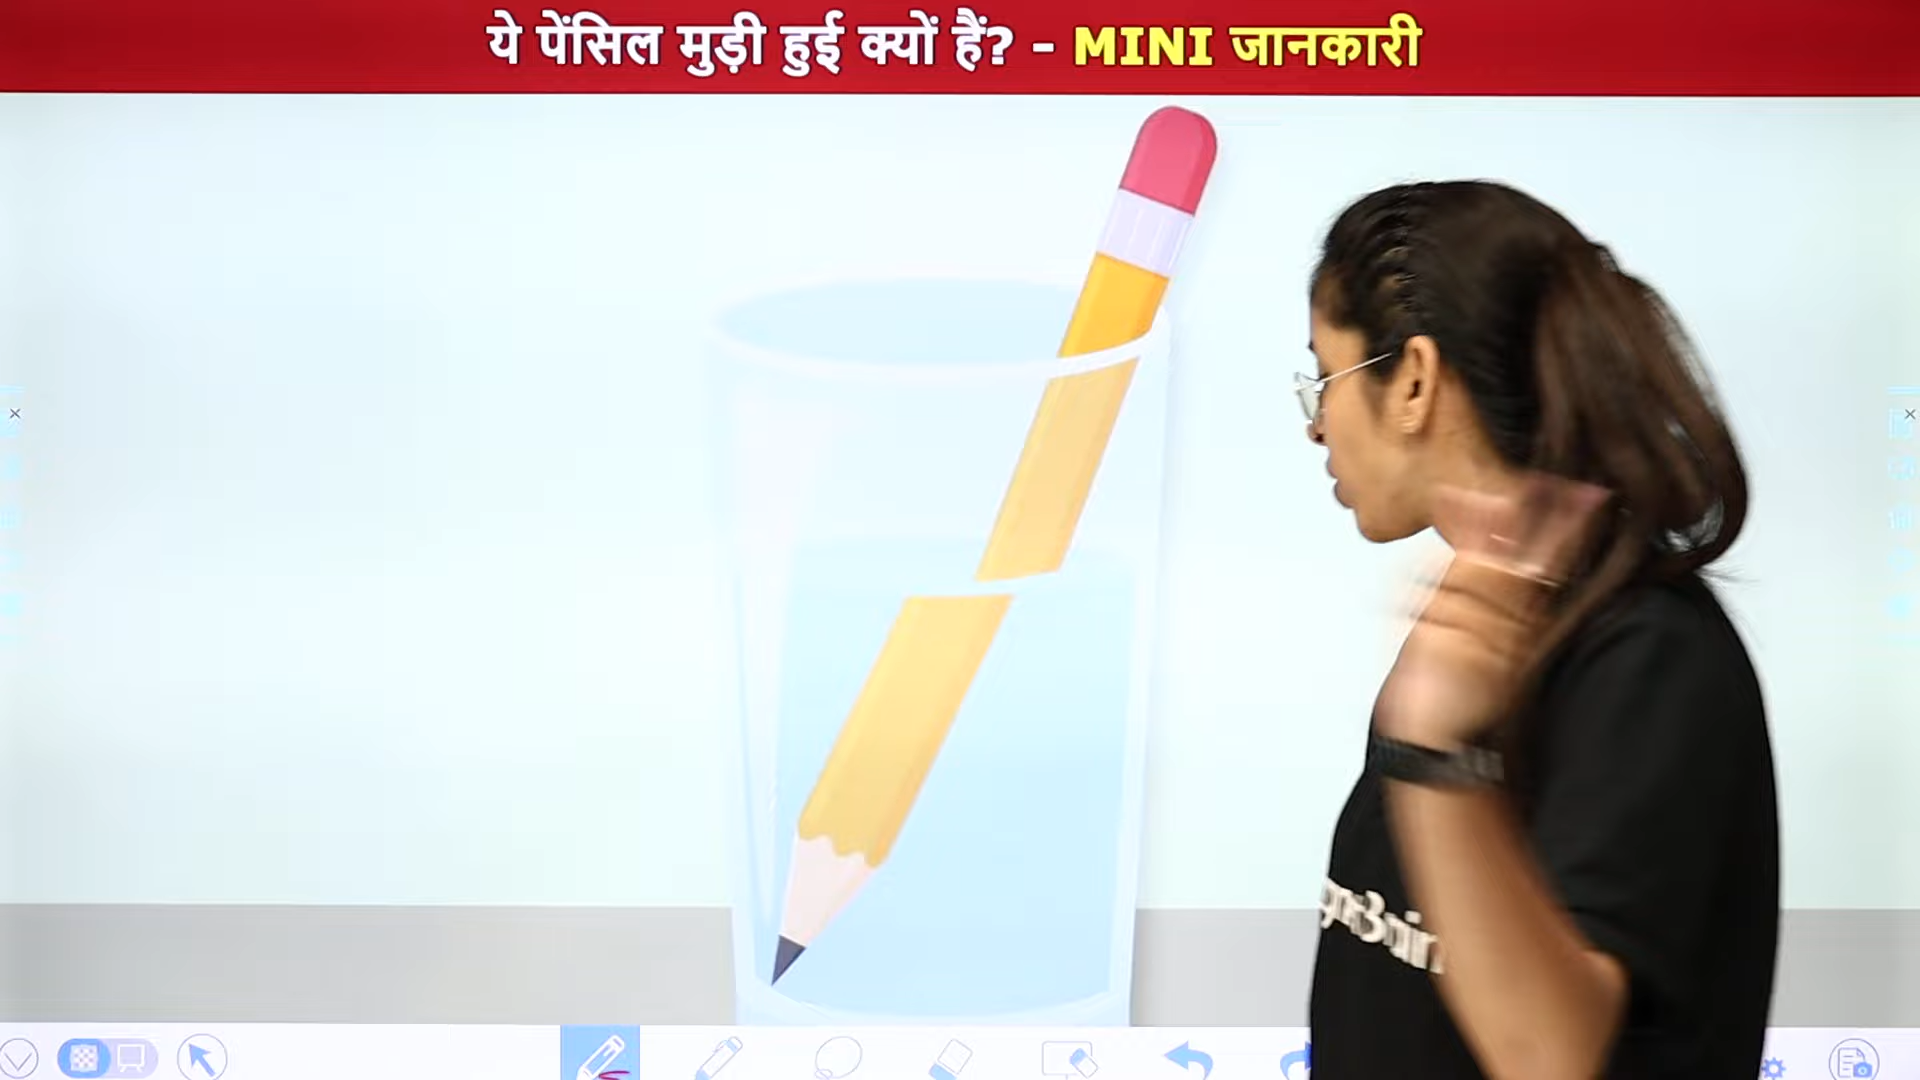 ये पेंसिल मुड़ी हुई क्यों हैं? - MINI जानकारी